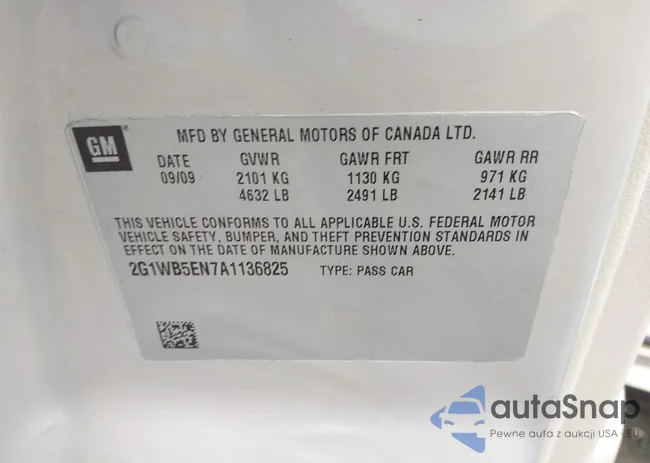 GM
MFD BY GENERAL MOTORS OF CANADA LTD.
DATE GVWR GAWR FRT GAWR RR
09/09 2101 KG 1130 KG 971 KG
4632 LB 2491 LB 2141 LB
THIS VEHICLE CONFORMS TO ALL APPLICABLE U.S. FEDERAL MOTOR
VEHICLE SAFETY, BUMPER, AND THEFT PREVENTION STANDARDS IN
EFFECT ON THE DATE OF MANUFACTURE SHOWN ABOVE.
2G1WB5EN7A1136825 TYPE: PASS CAR
autaSnap
Pewne auta z aukcji USA i EU